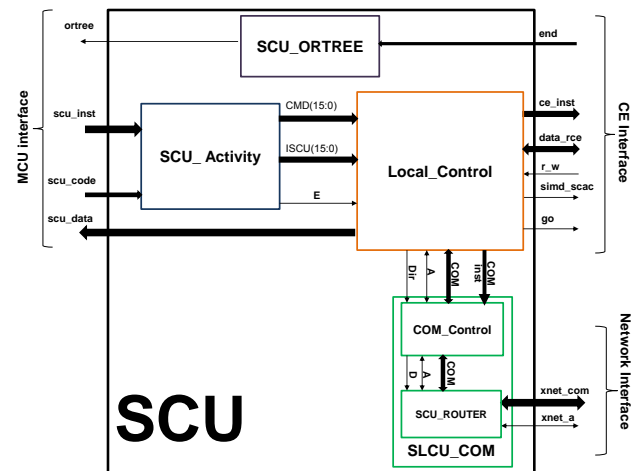 ortree
SCU_ORTREE
end
MCU interface
CE Interface
scu_inst
CMD(15:0)
ce_inst
SCU_ Activity
ISCU(15:0)
Local_Control
data_rce
r_w
scu_code
E
simd_scac
scu_data
go
Dir
A
COM
COM
inst
COM_Control
Network Interface
D
A
COM
SCU
SCU_ROUTER
xnet_com
xnet_a
SLCU_COM